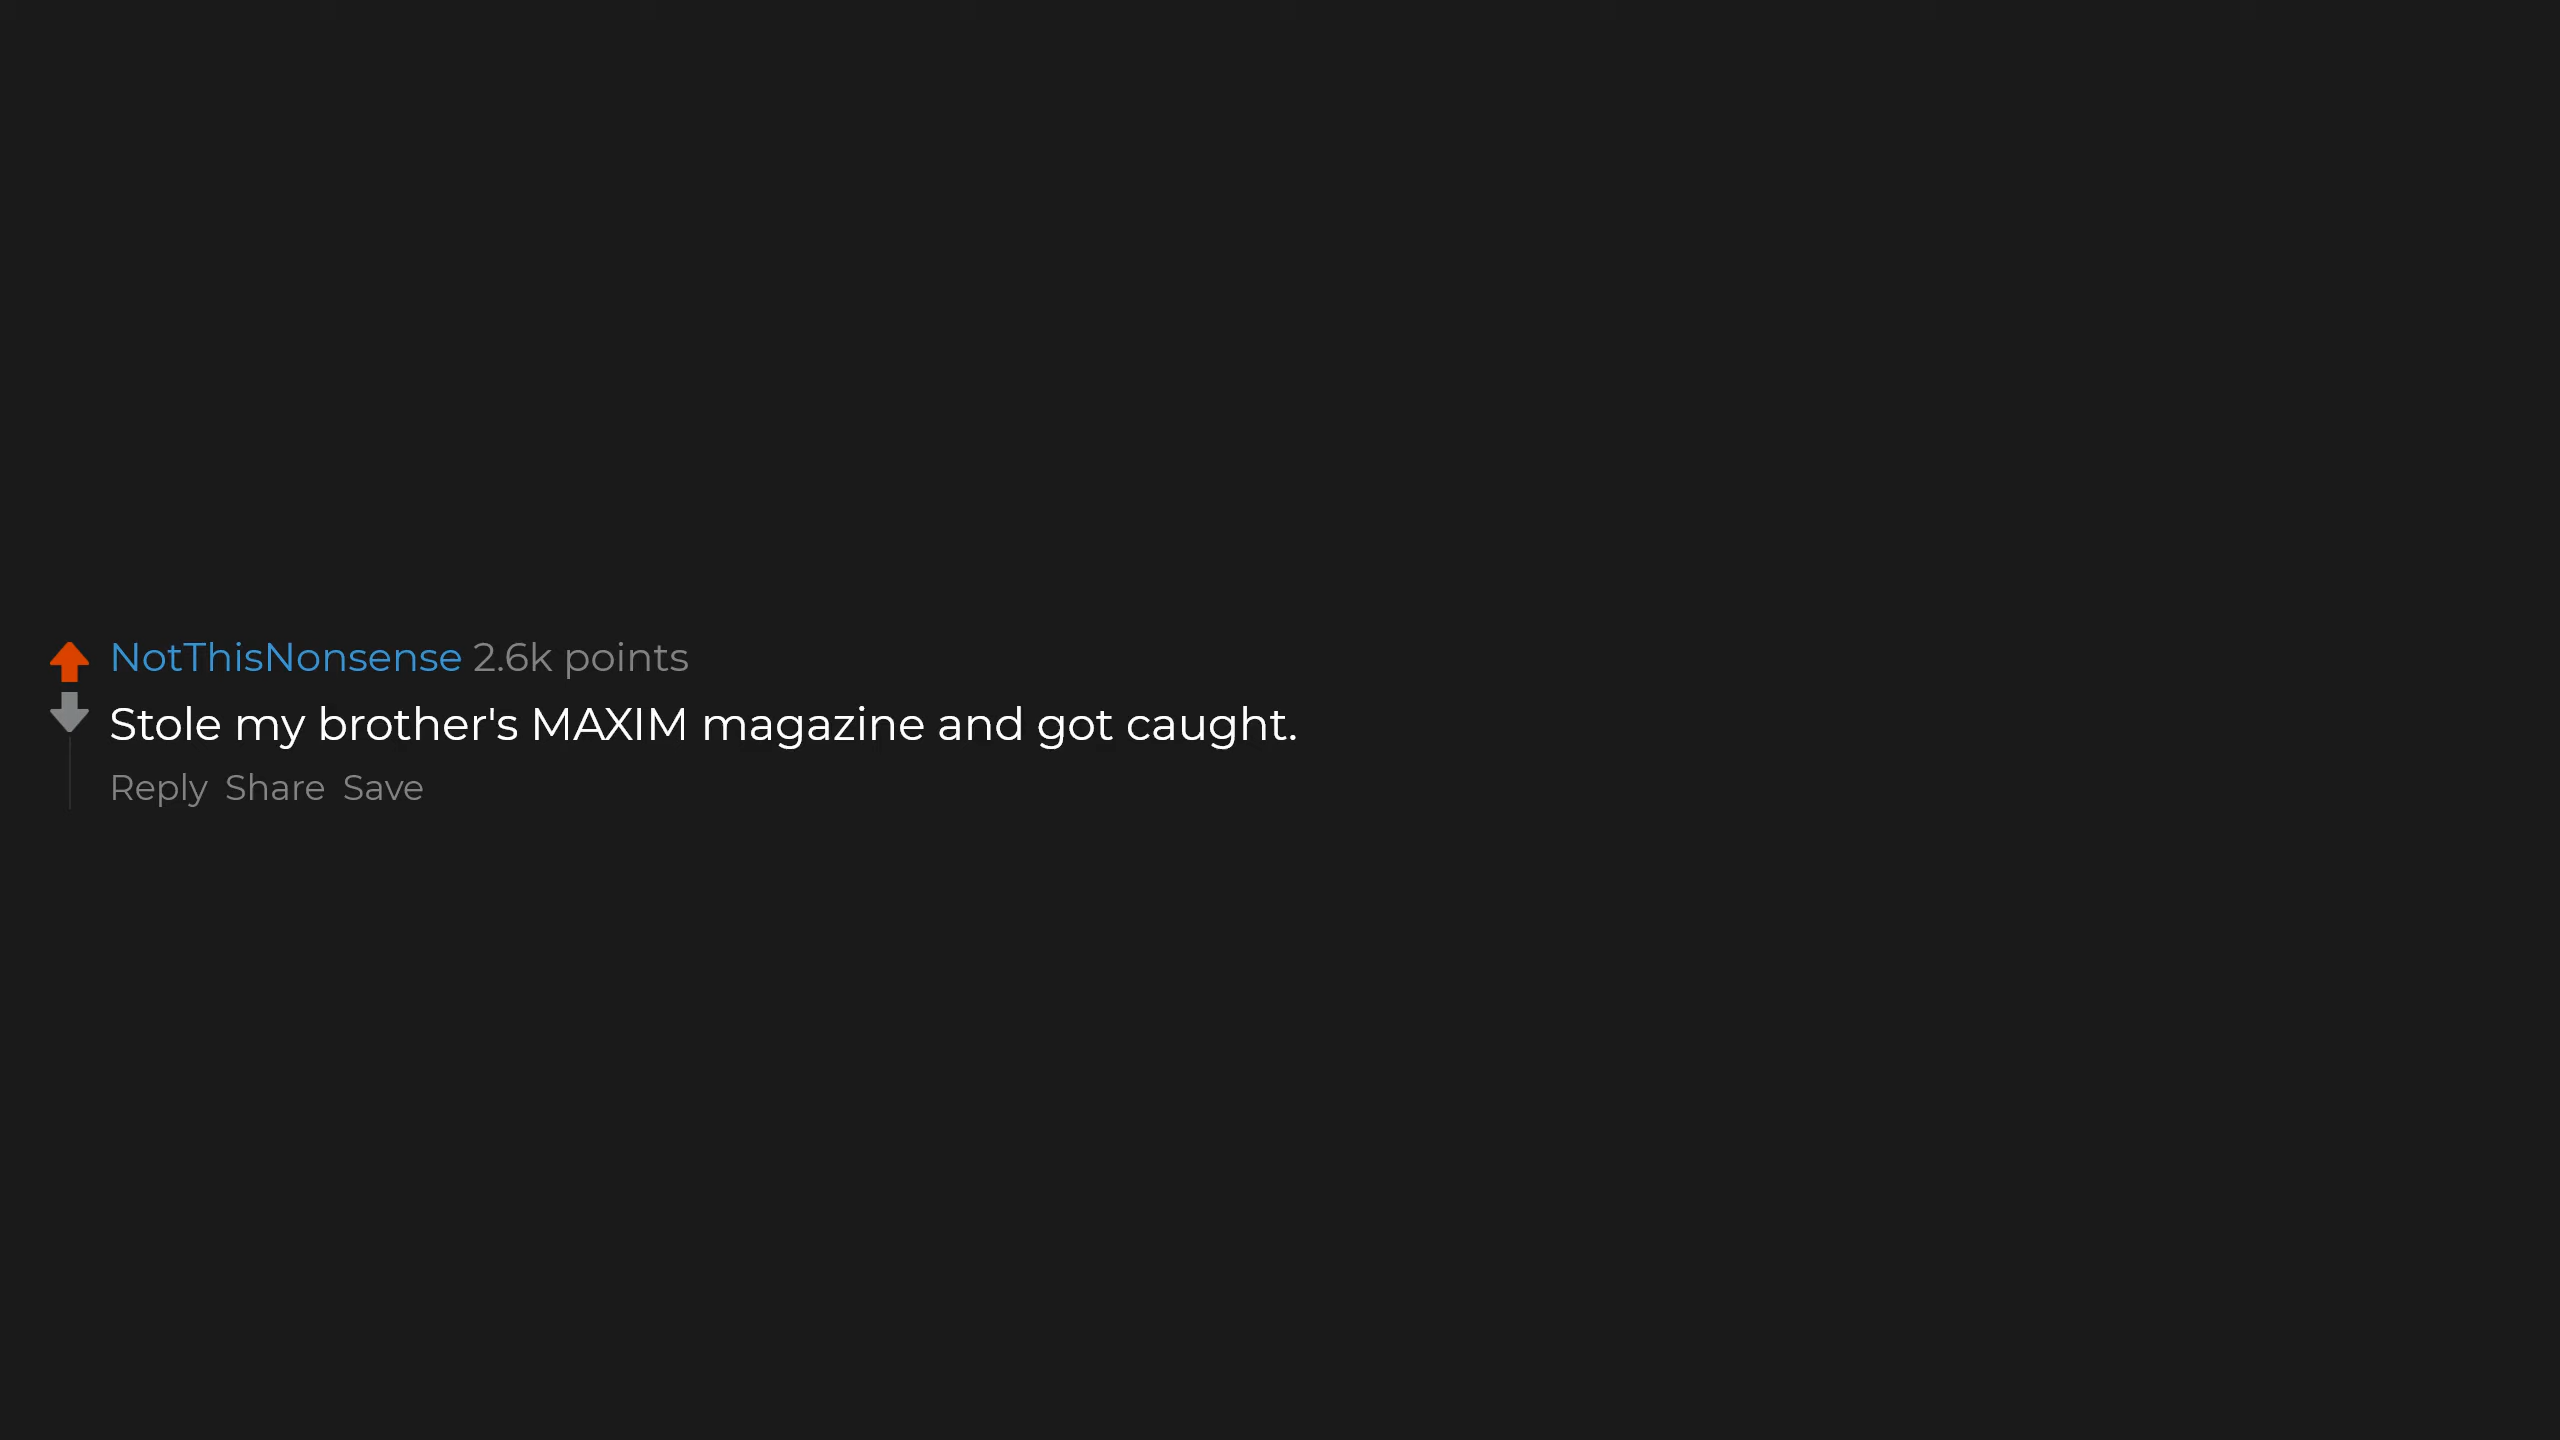 NotThisNonsense 2.6k points
Stole my brother's MAXIM magazine and got caught.
Reply Share Save